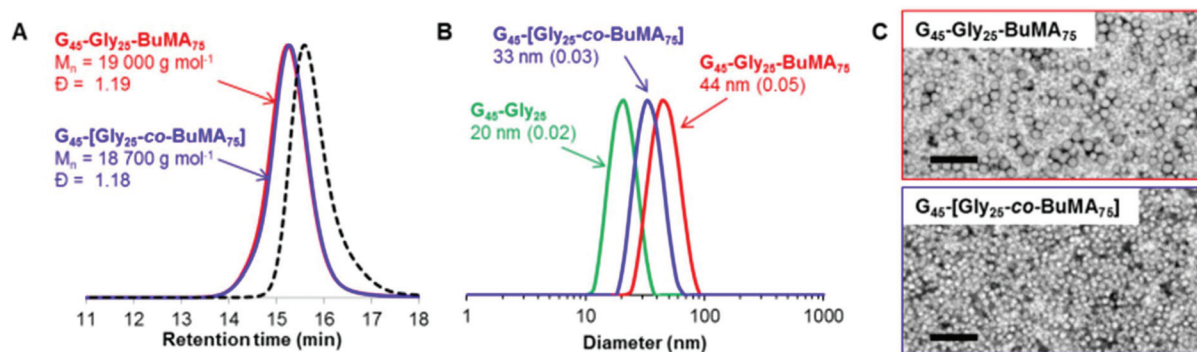 A
G₄₅-Gly₂₅-BuMA₇₅
Mₙ = 19 000 g mol⁻¹
Đ = 1.19
G₄₅-[Gly₂₅-co-BuMA₇₅]
Mₙ = 18 700 g mol⁻¹
Đ = 1.18
11 12 13 14 15 16 17 18
Retention time (min)
B
G₄₅-[Gly₂₅-co-BuMA₇₅]
33 nm (0.03)
G₄₅-Gly₂₅-BuMA₇₅
44 nm (0.05)
G₄₅-Gly₂₅
20 nm (0.02)
1 10 100 1000
Diameter (nm)
C
G₄₅-Gly₂₅-BuMA₇₅
G₄₅-[Gly₂₅-co-BuMA₇₅]